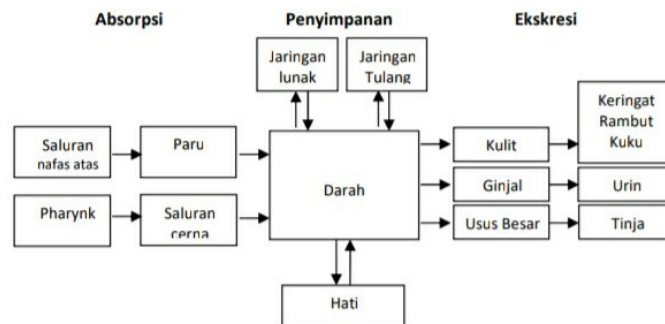 Absorpsi
Penyimpanan
Ekskresi
Jaringan
lunak
Jaringan
Tulang
Keringat
Rambut
Kuku
Saluran
nafas atas
Paru
Kulit
Darah
Pharynk
Saluran
cerna
Ginjal
Urin
Usus Besar
Tinja
Hati